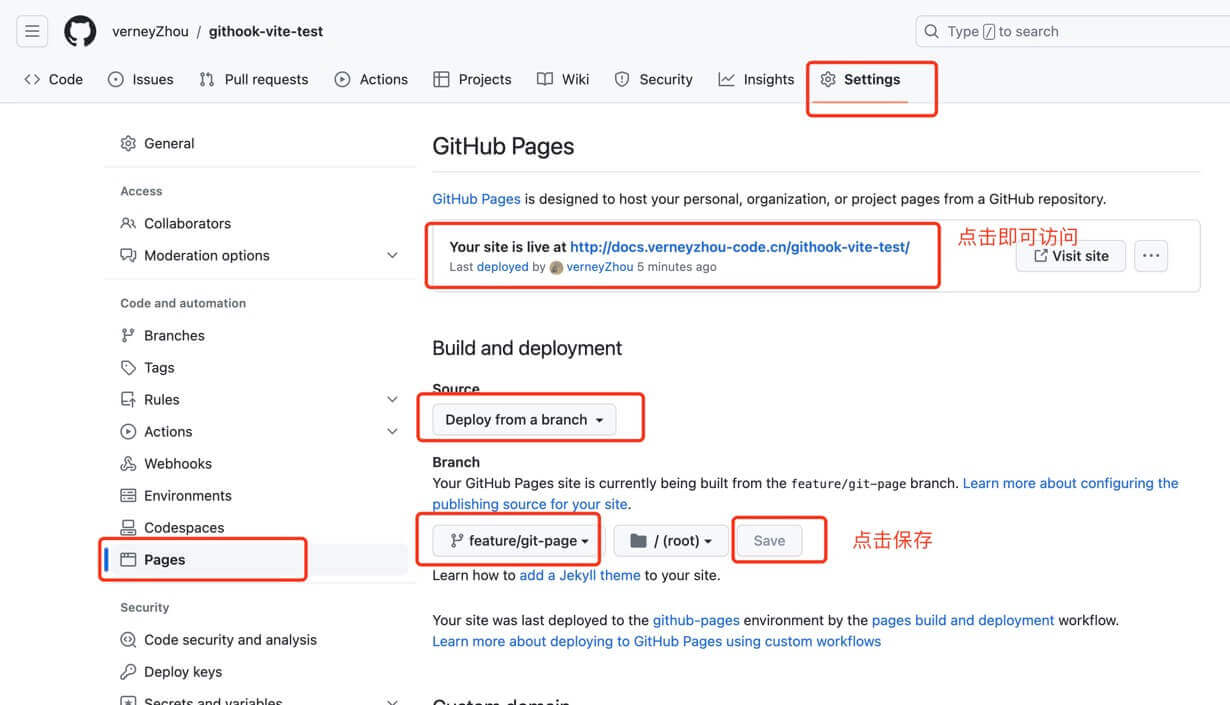 verneyZhou / githook-vite-test
Type / to search
Code Issues Pull requests Actions Projects Wiki Security Insights Settings
General
Access
Collaborators
Moderation options
Code and automation
Branches
Tags
Rules
Actions
Webhooks
Environments
Codespaces
Pages
Security
Code security and analysis
Deploy keys
Secrets and variables
GitHub Pages
GitHub Pages is designed to host your personal, organization, or project pages from a GitHub repository.
Your site is live at http://docs.verneyzhou-code.cn/githook-vite-test/
Last deployed by verneyZhou 5 minutes ago
点击即可访问
Visit site
Build and deployment
Source
Deploy from a branch
Branch
Your GitHub Pages site is currently being built from the feature/git-page branch. Learn more about configuring the
publishing source for your site.
feature/git-page / (root) Save 点击保存
Learn how to add a Jekyll theme to your site.
Your site was last deployed to the github-pages environment by the pages build and deployment workflow.
Learn more about deploying to GitHub Pages using custom workflows
Custom domain